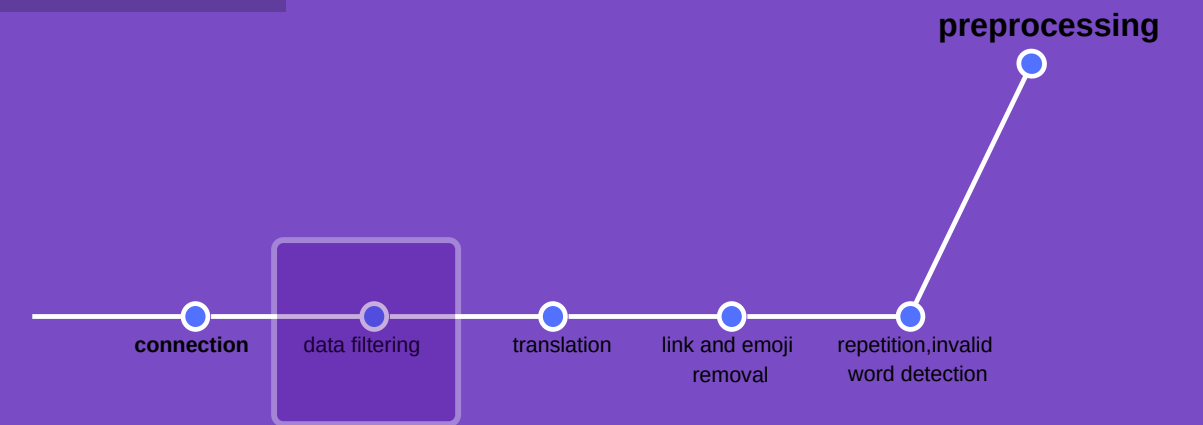 preprocessing
connection
data filtering
translation
link and emoji
removal
repetition,invalid
word detection